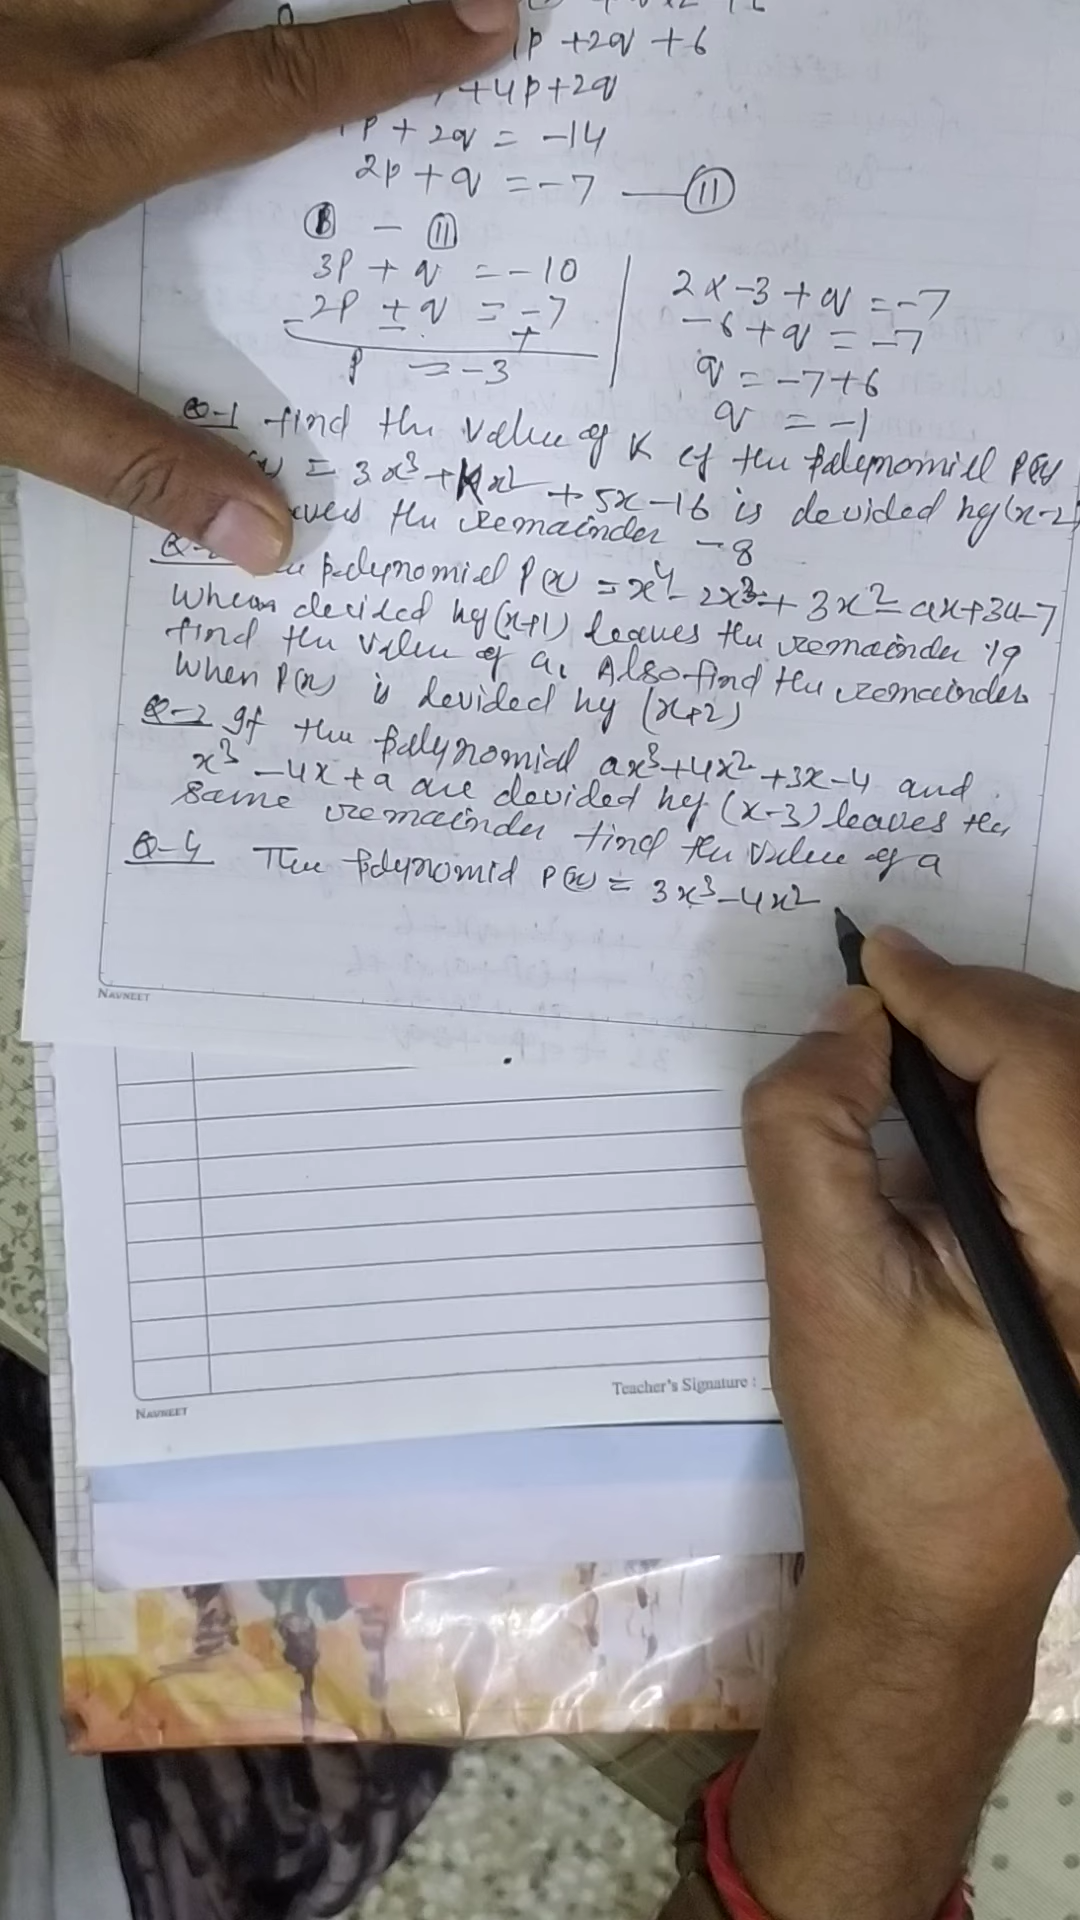 p + 2q + 6
+ 4p + 2q
p + 2q = -14
2p + q = -7 — (11)
- (11)
3p + q = -10
-2p ± q = -7
- +
p = -3
2x-3 + q = -7
-6 + q = -7
q = -7+6
q = -1
Q-1 find the value of K if the polynomial P(x)
= 3x³ + Kx² + 5x - 16 is devided by (x-2)
the remainder -8
polynomial P(x) = x⁴ - 2x³ + 3x² - ax + 3a - 7
When decided by (x+1) leaves the remainder 19
find the value of a. Also find the remainder
When P(x) is devided by (x+2)
Q-2 If the polynomial ax³ + 4x² + 3x - 4 and
x³ - 4x + a are devided by (x-3) leaves the
same remainder find the value of a
Q-4 The polynomial P(x) = 3x³ - 4x²
NAVNEET
Teacher's Signature :
NAVNEET